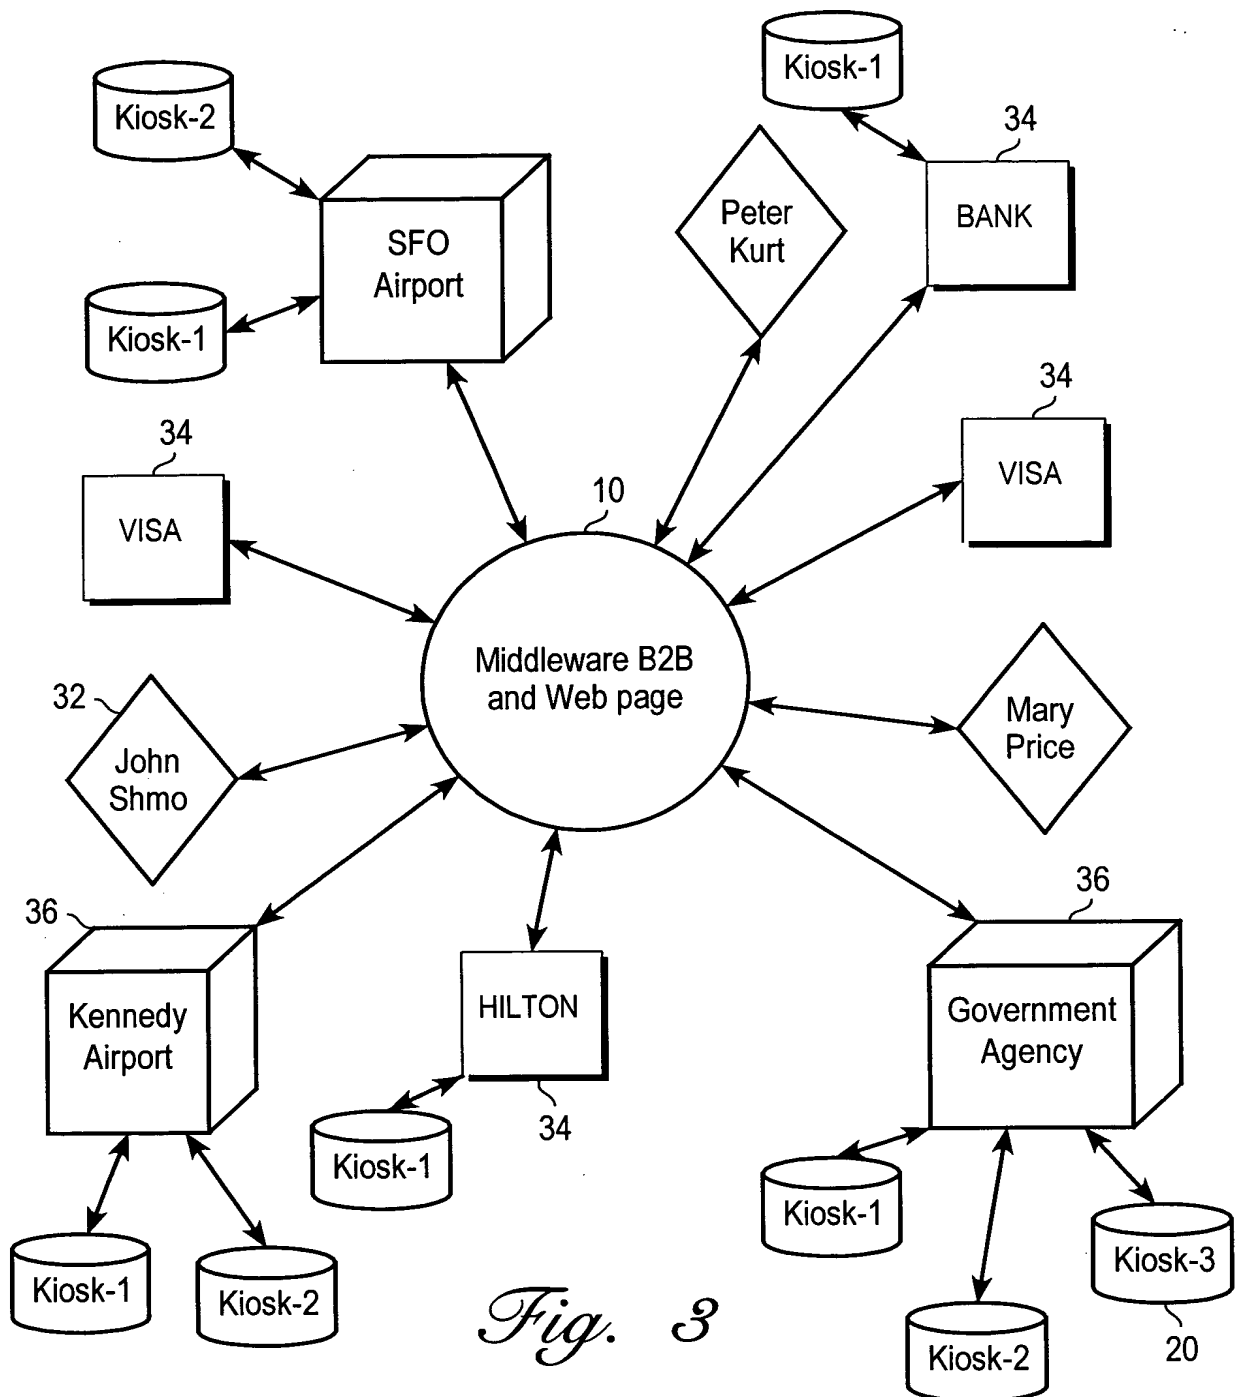 Kiosk-1
Kiosk-2
34
BANK
Peter
Kurt
SFO
Airport
Kiosk-1
34
VISA
34
VISA
10
Middleware B2B
and Web page
32
John
Shmo
Mary
Price
36
Kennedy
Airport
HILTON
34
36
Government
Agency
Kiosk-1
Kiosk-1
Kiosk-2
Kiosk-1
Kiosk-3
20
Kiosk-2
Fig. 3